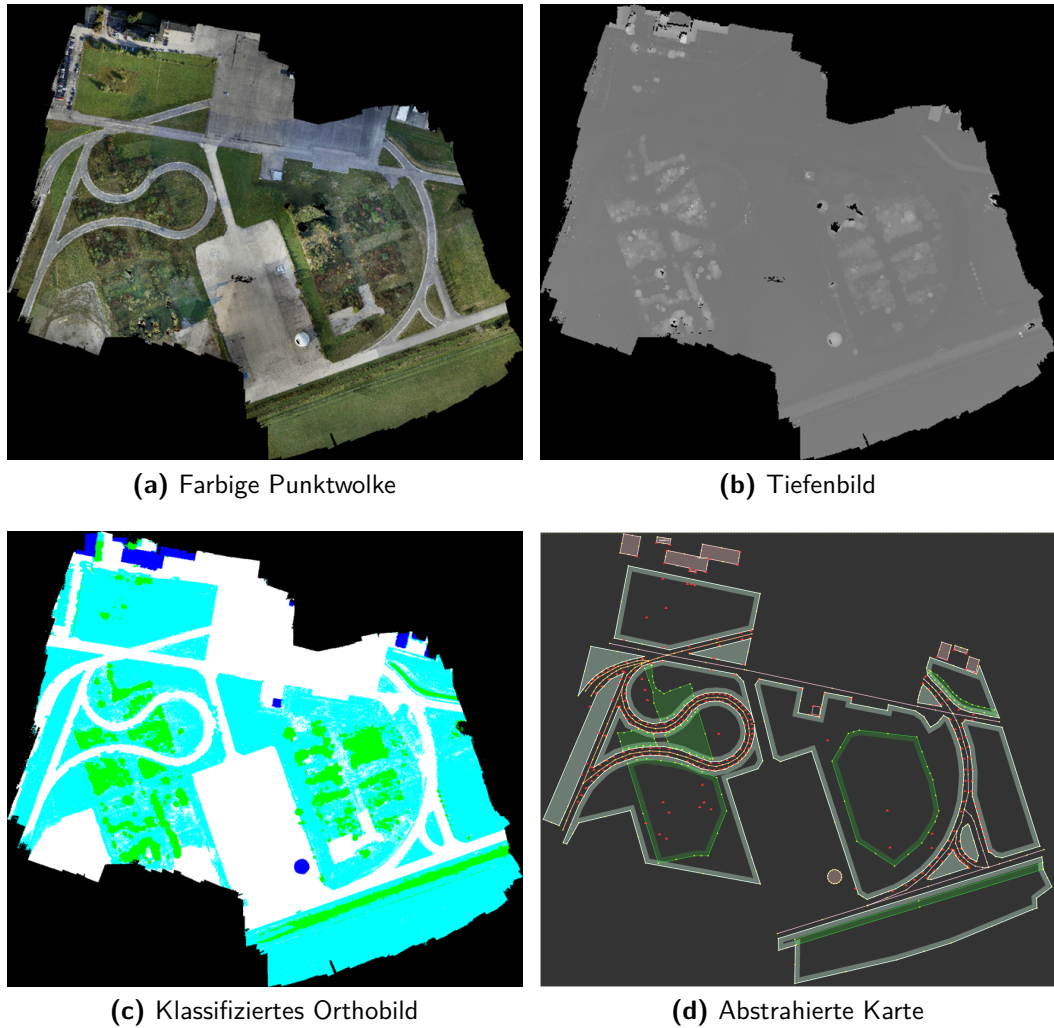 (a) Farbige Punktwolke
(b) Tiefenbild
(c) Klassifiziertes Orthobild
(d) Abstrahierte Karte